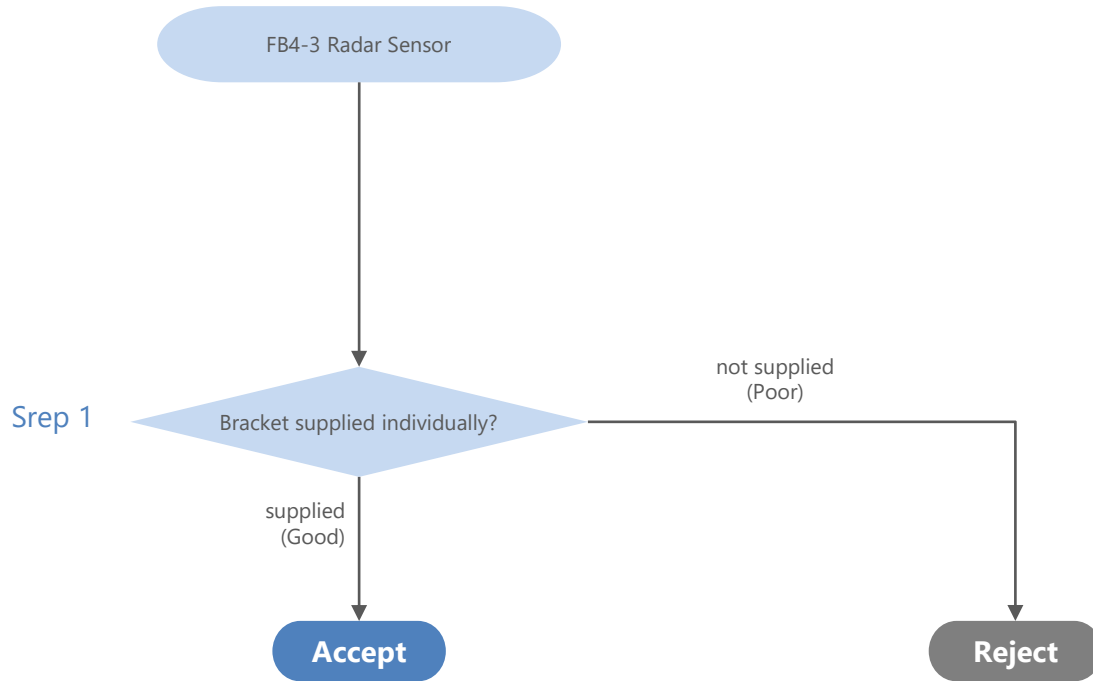 FB4-3 Radar Sensor
not supplied
(Poor)
Srep 1
Bracket supplied individually?
supplied
(Good)
Accept
Reject